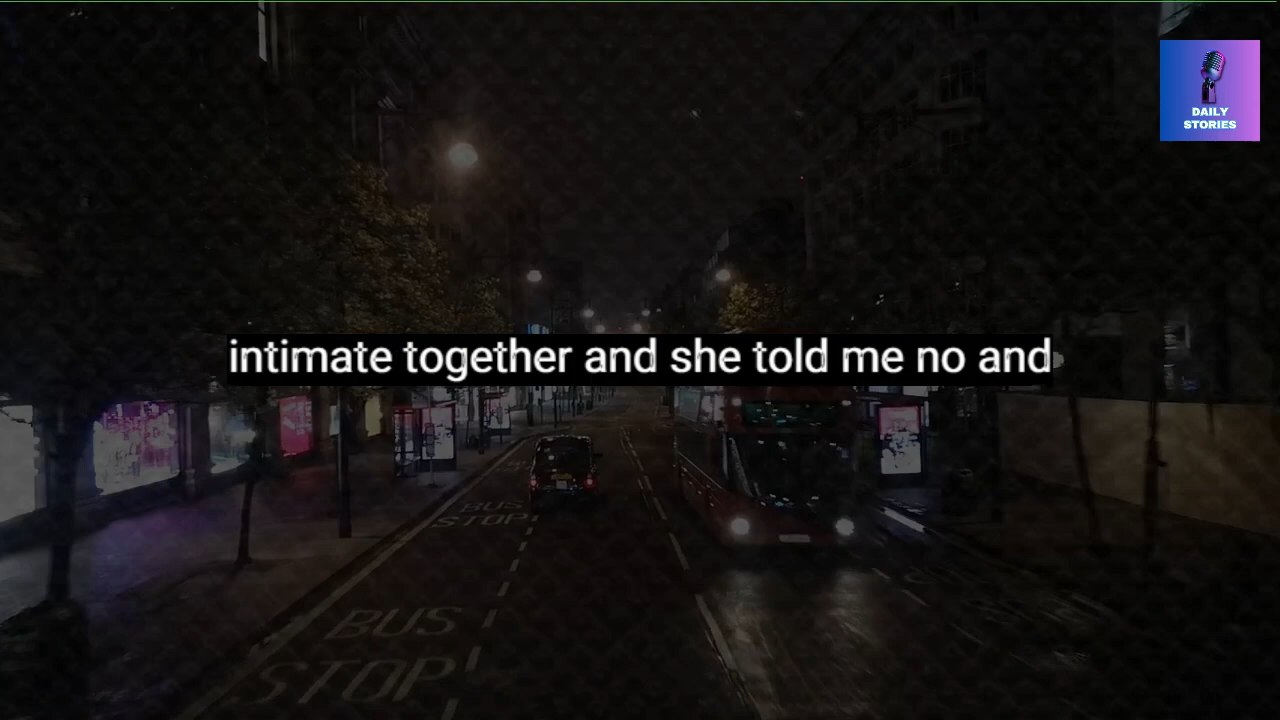 DAILY
STORIES
intimate together and she told me no and
BUS
STOP
BUS
STOP